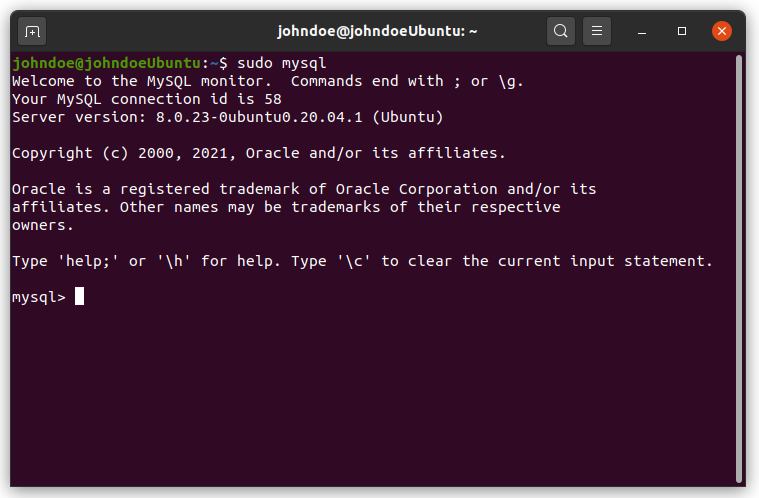 johndoe@johndoeUbuntu: ~
johndoe@johndoeUbuntu:~$ sudo mysql
Welcome to the MySQL monitor.  Commands end with ; or \g.
Your MySQL connection id is 58
Server version: 8.0.23-0ubuntu0.20.04.1 (Ubuntu)
Copyright (c) 2000, 2021, Oracle and/or its affiliates.
Oracle is a registered trademark of Oracle Corporation and/or its
affiliates. Other names may be trademarks of their respective
owners.
Type 'help;' or '\h' for help. Type '\c' to clear the current input statement.
mysql>